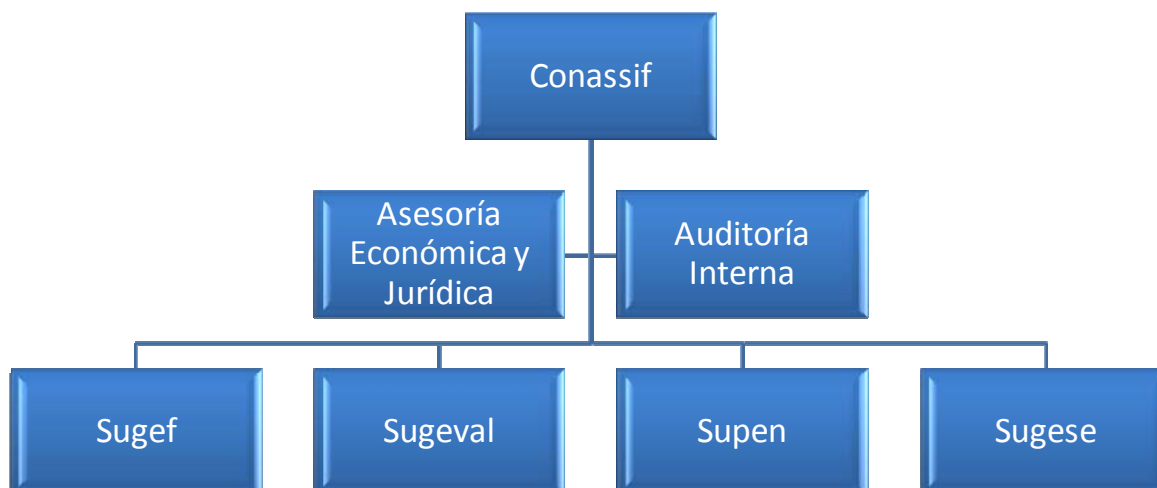 Conassif
Asesoría
Económica y
Jurídica
Auditoría
Interna
Sugef
Sugeval
Supen
Sugese